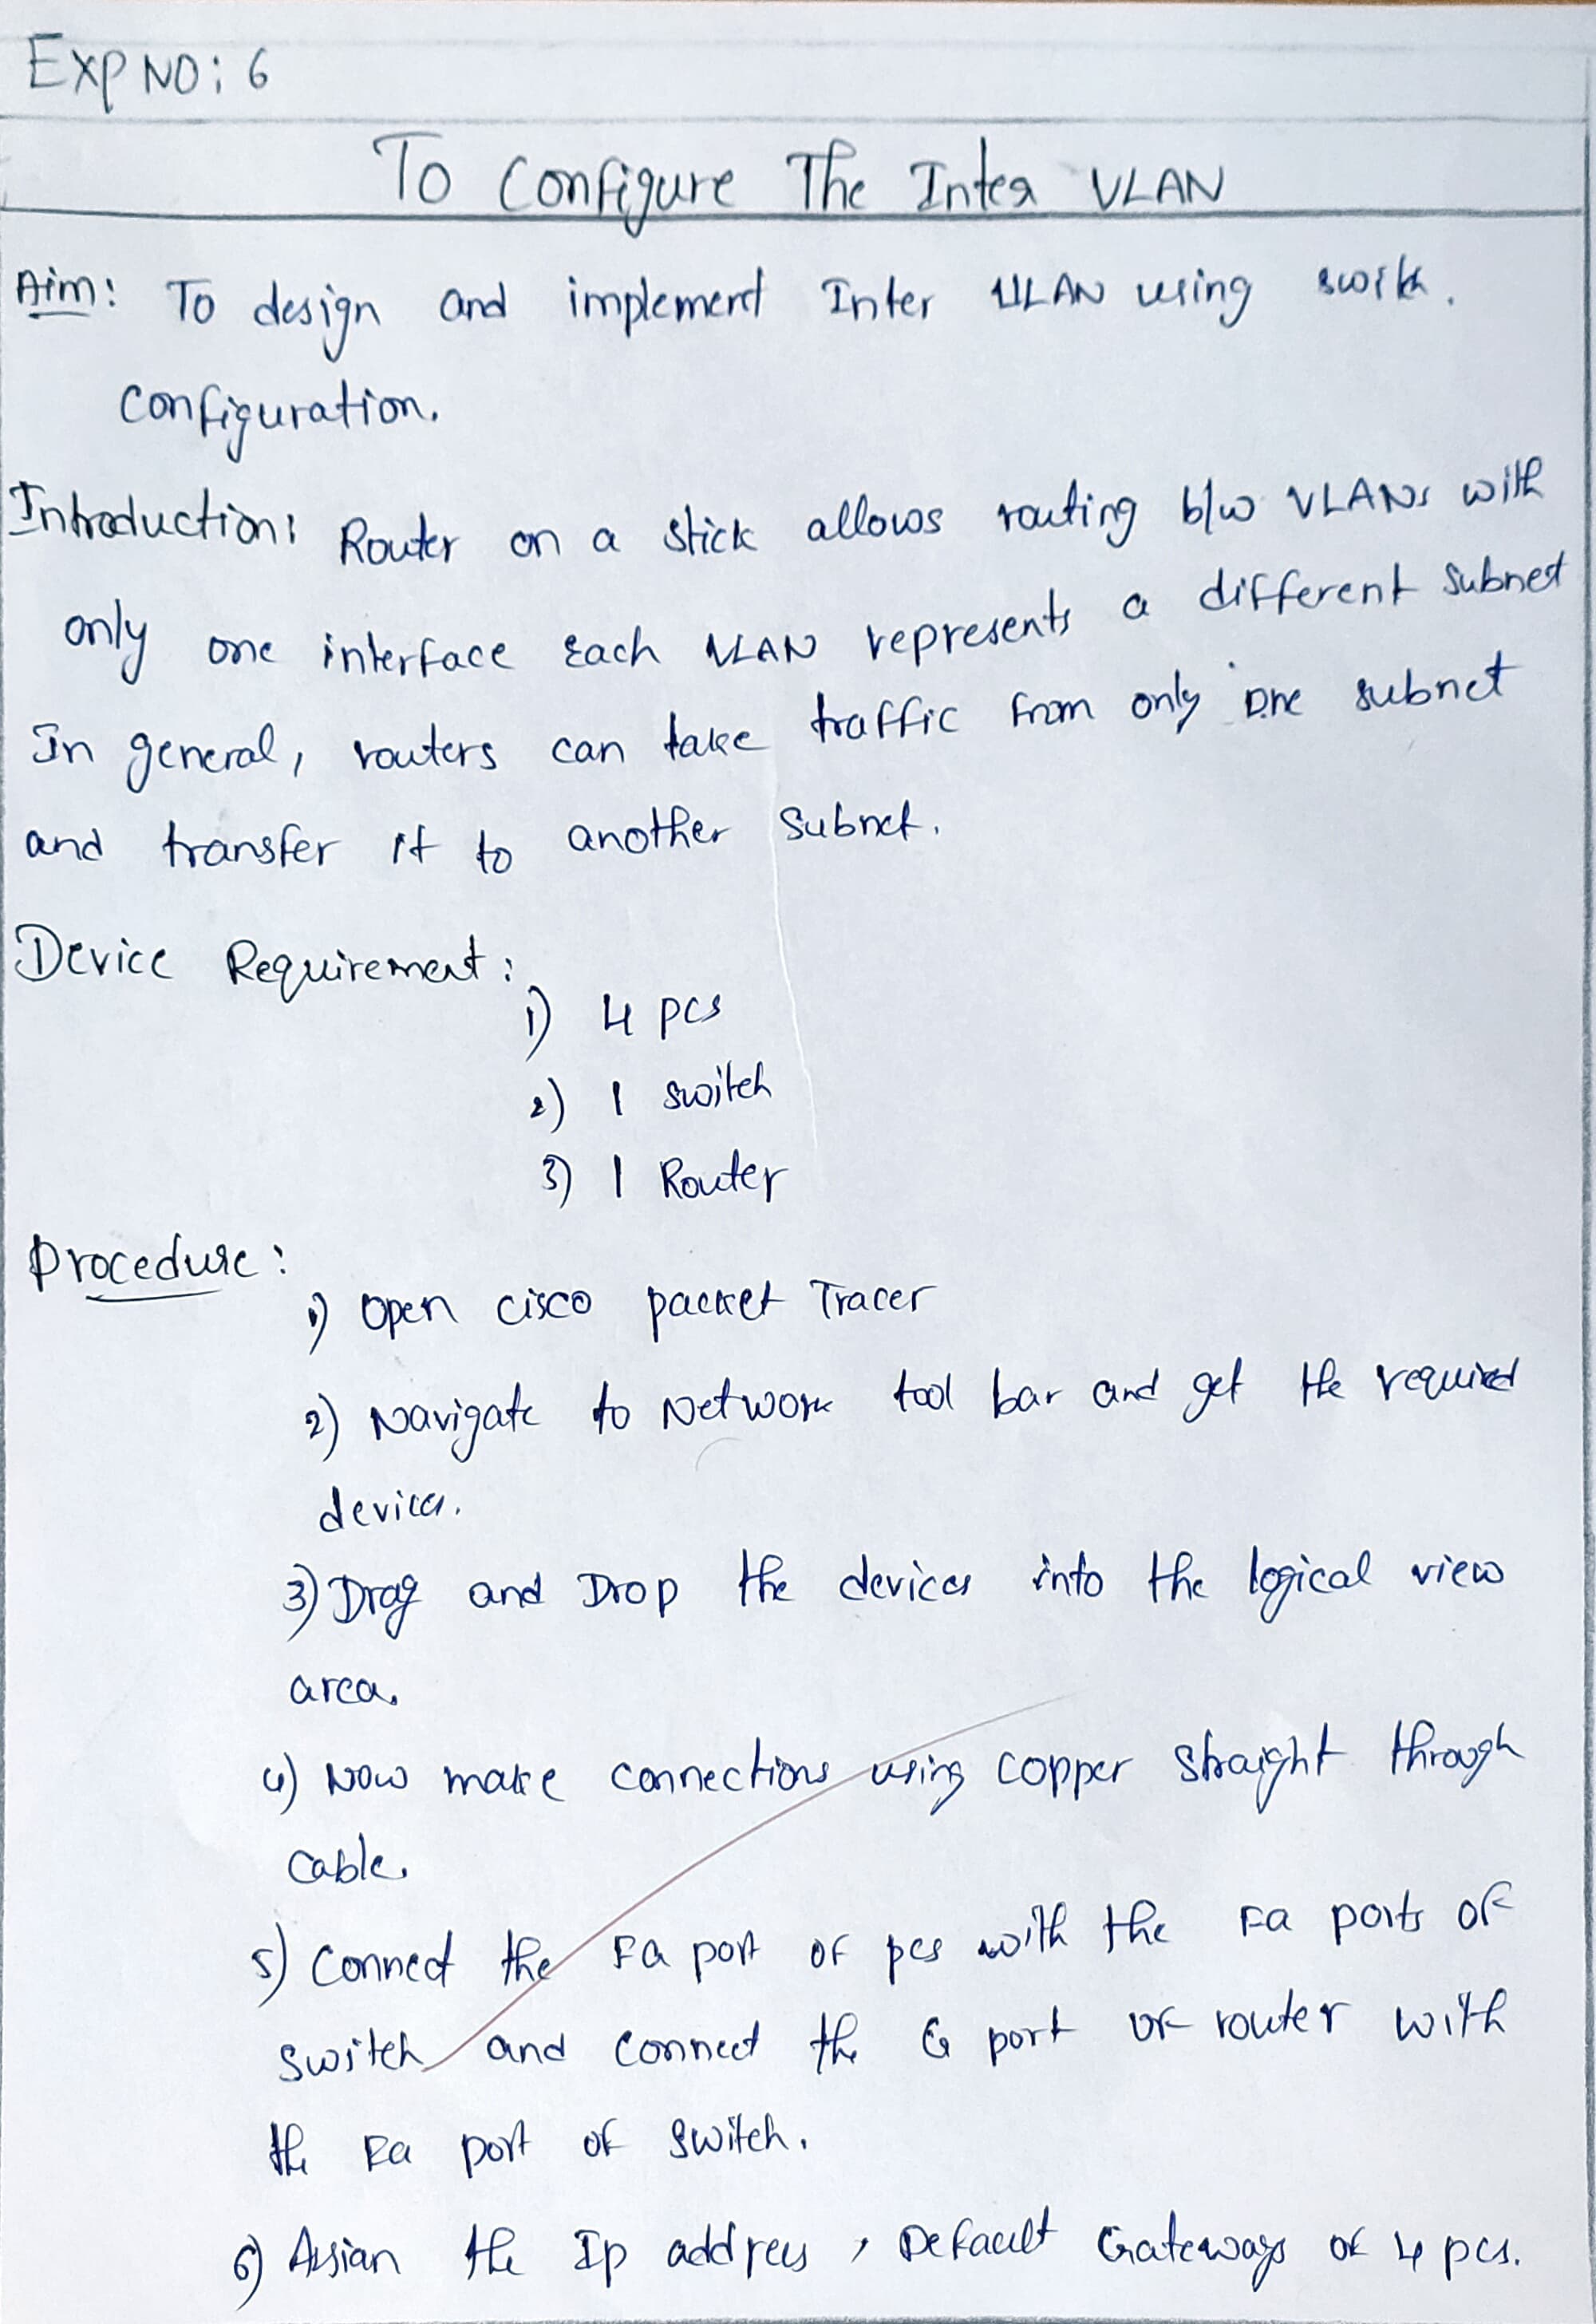 EXP NO: 6
To Configure The Inter VLAN
Aim: To design and implement Inter VLAN using
Configuration.
Introduction: Router on a stick allows routing b/w VLANs with
only one interface Each VLAN represents a different subnet
In general, routers can take traffic from only one subnet
and transfer it to another subnet.
Device Requirement:
1) 4 pcs
2) 1 switch
3) 1 Router
Procedure:
1) Open cisco packet Tracer
2) Navigate to Network tool bar and get the required
devices.
3) Drag and Drop the devices into the logical view
area.
4) Now make connections using copper straight through
cable.
5) Connect the Fa port of pcs with the Fa ports of
switch and connect the G port of router with
the Fa port of switch.
6) Assian the Ip address, Default Gateways of 4 pcs.